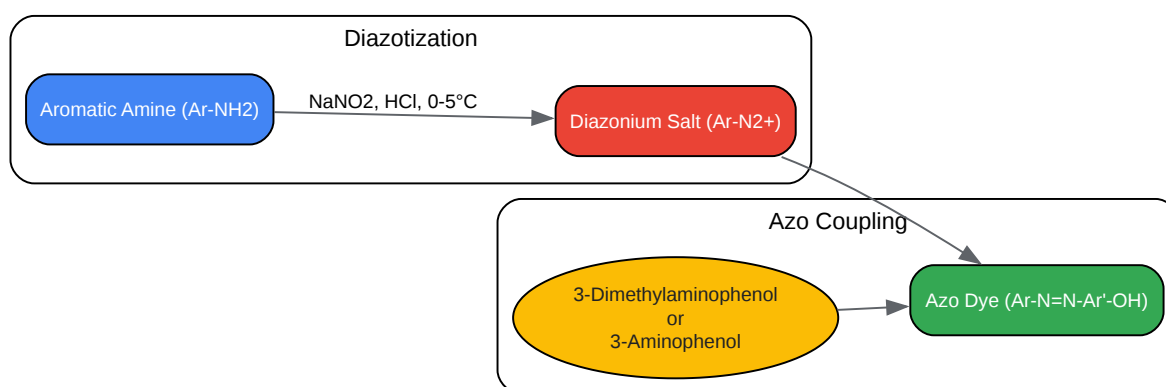 Diazotization
Aromatic Amine (Ar-NH2)
NaNO2, HCl, 0-5°C
Diazonium Salt (Ar-N2+)
Azo Coupling
3-Dimethylaminophenol
or
3-Aminophenol
Azo Dye (Ar-N=N-Ar'-OH)